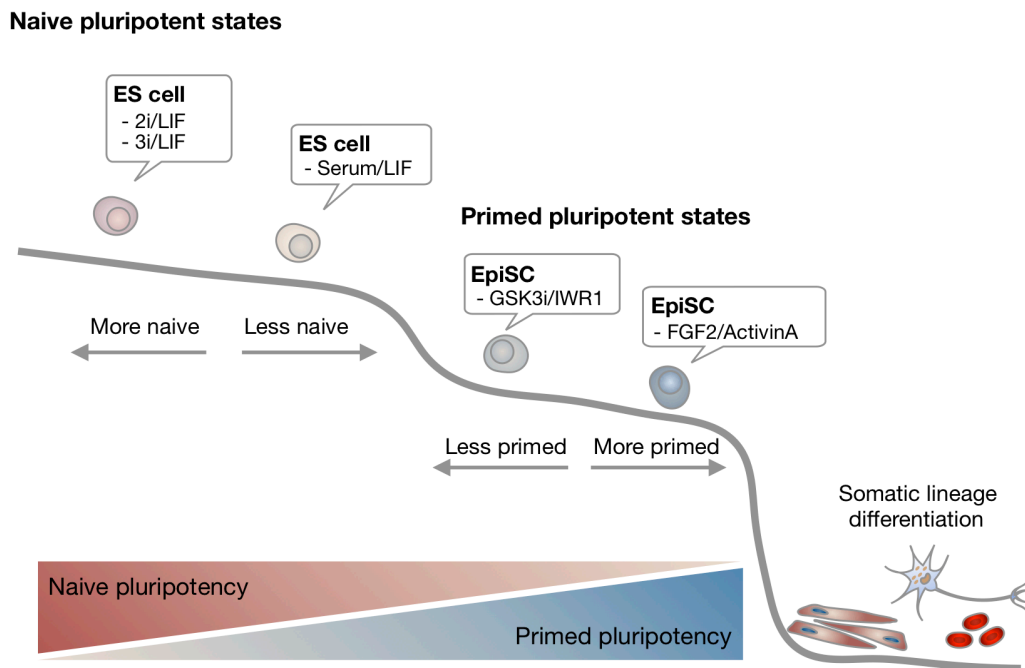 Naive pluripotent states
ES cell
- 2i/LIF
- 3i/LIF
ES cell
- Serum/LIF
Primed pluripotent states
EpiSC
- GSK3i/IWR1
EpiSC
- FGF2/ActivinA
More naive
Less naive
Less primed
More primed
Somatic lineage
differentiation
Naive pluripotency
Primed pluripotency